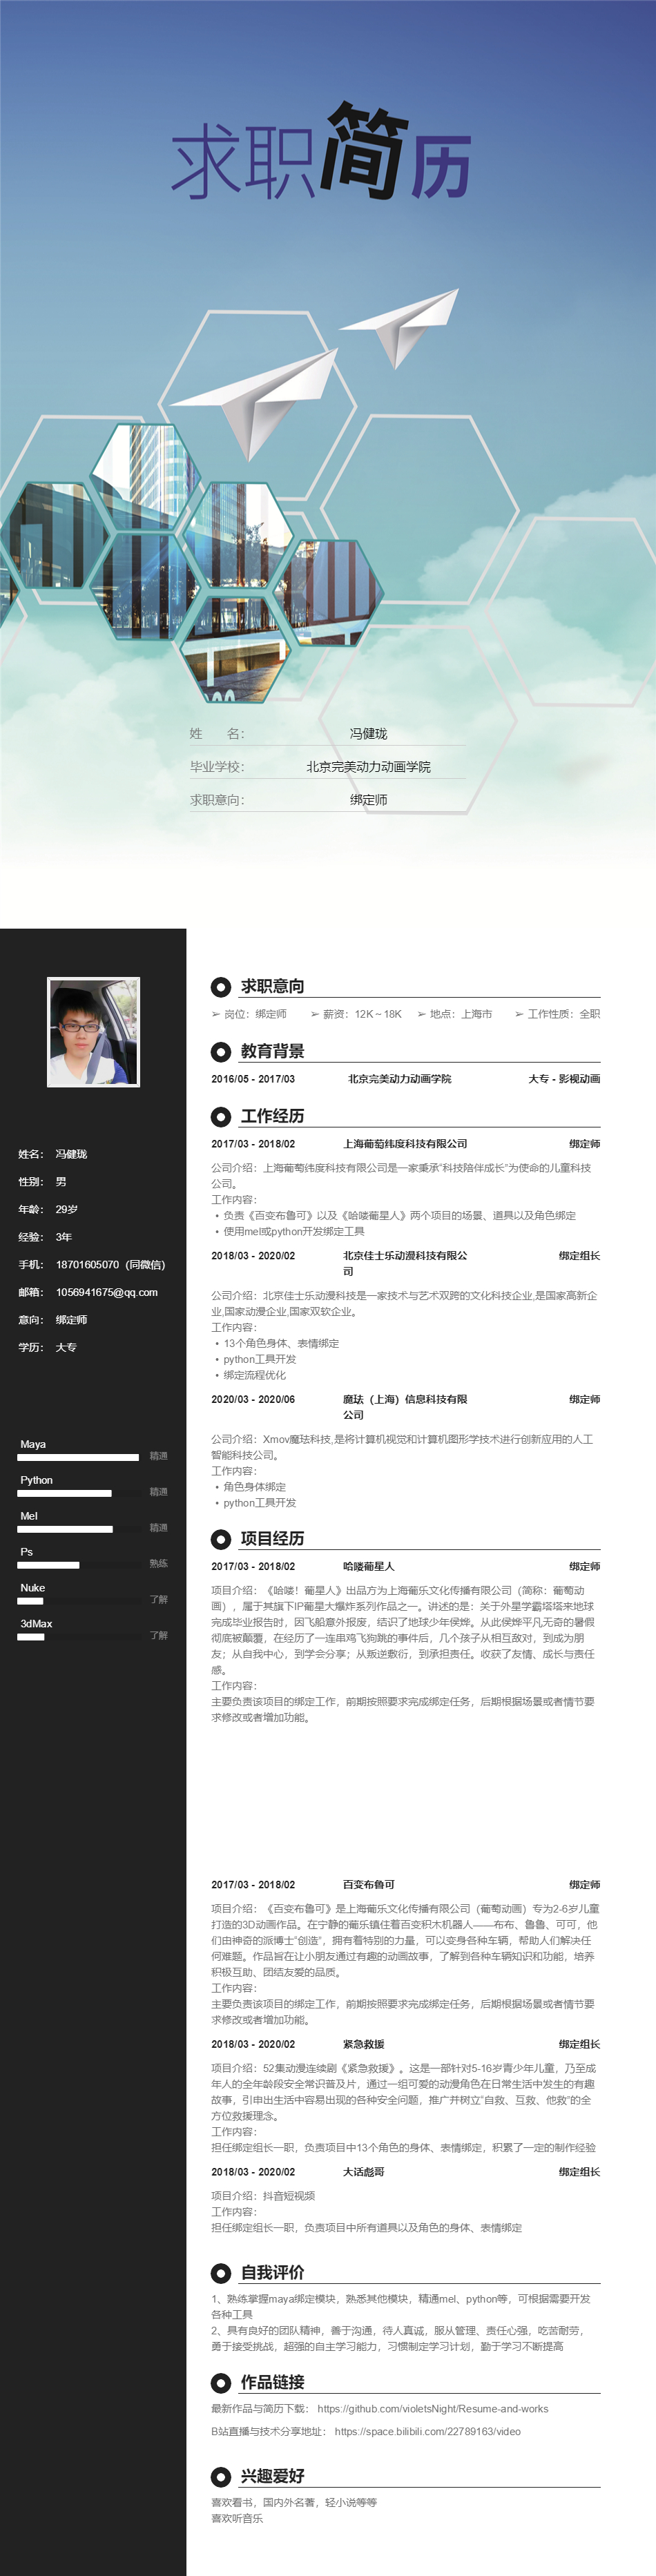 求职简历
姓 名： 冯健珑
毕业学校： 北京完美动力动画学院
求职意向： 绑定师
姓名： 冯健珑
性别： 男
年龄： 29岁
经验： 3年
手机： 18701605070（同微信）
邮箱： 1056941675@qq.com
意向： 绑定师
学历： 大专
Maya
精通
Python
精通
Mel
精通
Ps
熟练
Nuke
了解
3dMax
了解
求职意向
➢ 岗位：绑定师 ➢ 薪资：12K～18K ➢ 地点：上海市 ➢ 工作性质：全职
教育背景
2016/05 - 2017/03 北京完美动力动画学院 大专 - 影视动画
工作经历
2017/03 - 2018/02 上海葡萄纬度科技有限公司 绑定师
公司介绍：上海葡萄纬度科技有限公司是一家秉承“科技陪伴成长”为使命的儿童科技
公司。
工作内容：
• 负责《百变布鲁可》以及《哈喽葡星人》两个项目的场景、道具以及角色绑定
• 使用mel或python开发绑定工具
2018/03 - 2020/02 北京佳士乐动漫科技有限公 绑定组长
司
公司介绍：北京佳士乐动漫科技是一家技术与艺术双跨的文化科技企业,是国家高新企
业,国家动漫企业,国家双软企业。
工作内容：
• 13个角色身体、表情绑定
• python工具开发
• 绑定流程优化
2020/03 - 2020/06 魔珐（上海）信息科技有限 绑定师
公司
公司介绍：Xmov魔珐科技,是将计算机视觉和计算机图形学技术进行创新应用的人工
智能科技公司。
工作内容：
• 角色身体绑定
• python工具开发
项目经历
2017/03 - 2018/02 哈喽葡星人 绑定师
项目介绍：《哈喽！葡星人》出品方为上海葡乐文化传播有限公司（简称：葡萄动
画），属于其旗下IP葡星大爆炸系列作品之一。讲述的是：关于外星学霸塔塔来地球
完成毕业报告时，因飞船意外报废，结识了地球少年侯烨。从此侯烨平凡无奇的暑假
彻底被颠覆，在经历了一连串鸡飞狗跳的事件后，几个孩子从相互敌对，到成为朋
友；从自我中心，到学会分享；从叛逆敷衍，到承担责任。收获了友情、成长与责任
感。
工作内容：
主要负责该项目的绑定工作，前期按照要求完成绑定任务，后期根据场景或者情节要
求修改或者增加功能。
2017/03 - 2018/02 百变布鲁可 绑定师
项目介绍：《百变布鲁可》是上海葡乐文化传播有限公司（葡萄动画）专为2-6岁儿童
打造的3D动画作品。在宁静的葡乐镇住着百变积木机器人——布布、鲁鲁、可可，他
们由神奇的派博士“创造”，拥有着特别的力量，可以变身各种车辆，帮助人们解决任
何难题。作品旨在让小朋友通过有趣的动画故事，了解到各种车辆知识和功能，培养
积极互助、团结友爱的品质。
工作内容：
主要负责该项目的绑定工作，前期按照要求完成绑定任务，后期根据场景或者情节要
求修改或者增加功能。
2018/03 - 2020/02 紧急救援 绑定组长
项目介绍：52集动漫连续剧《紧急救援》。这是一部针对5-16岁青少年儿童，乃至成
年人的全年龄段安全常识普及片，通过一组可爱的动漫角色在日常生活中发生的有趣
故事，引申出生活中容易出现的各种安全问题，推广并树立“自救、互救、他救”的全
方位救援理念。
工作内容：
担任绑定组长一职，负责项目中13个角色的身体、表情绑定，积累了一定的制作经验
2018/03 - 2020/02 大话彪哥 绑定组长
项目介绍：抖音短视频
工作内容：
担任绑定组长一职，负责项目中所有道具以及角色的身体、表情绑定
自我评价
1、熟练掌握maya绑定模块，熟悉其他模块，精通mel、python等，可根据需要开发
各种工具
2、具有良好的团队精神，善于沟通，待人真诚，服从管理、责任心强，吃苦耐劳，
勇于接受挑战，超强的自主学习能力，习惯制定学习计划，勤于学习不断提高
作品链接
最新作品与简历下载： https://github.com/violetsNight/Resume-and-works
B站直播与技术分享地址： https://space.bilibili.com/22789163/video
兴趣爱好
喜欢看书，国内外名著，轻小说等等
喜欢听音乐